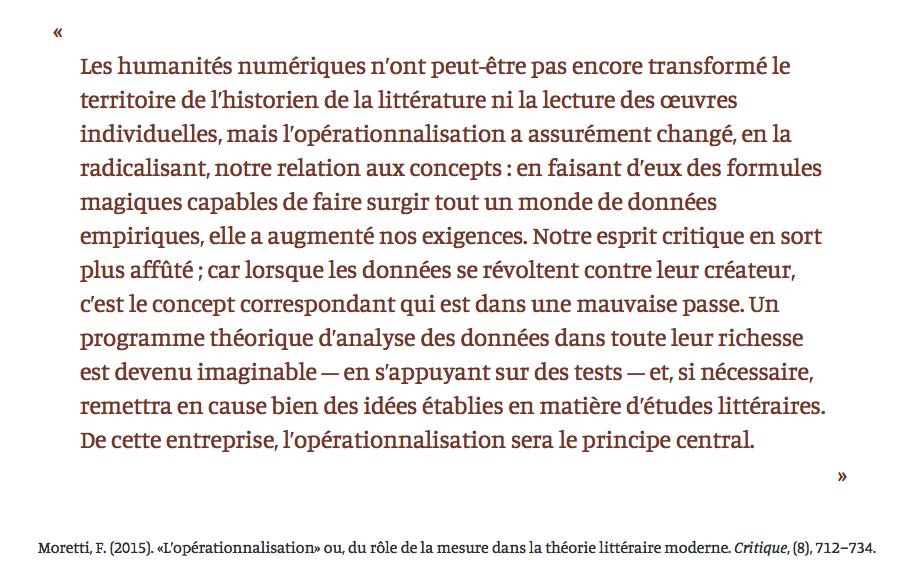 «
Les humanités numériques n’ont peut-être pas encore transformé le
territoire de l’historien de la littérature ni la lecture des œuvres
individuelles, mais l’opérationnalisation a assurément changé, en la
radicalisant, notre relation aux concepts : en faisant d’eux des formules
magiques capables de faire surgir tout un monde de données
empiriques, elle a augmenté nos exigences. Notre esprit critique en sort
plus affûté ; car lorsque les données se révoltent contre leur créateur,
c’est le concept correspondant qui est dans une mauvaise passe. Un
programme théorique d’analyse des données dans toute leur richesse
est devenu imaginable — en s’appuyant sur des tests — et, si nécessaire,
remettra en cause bien des idées établies en matière d’études littéraires.
De cette entreprise, l’opérationnalisation sera le principe central.
»
Moretti, F. (2015). «L’opérationnalisation» ou, du rôle de la mesure dans la théorie littéraire moderne. Critique, (8), 712–734.